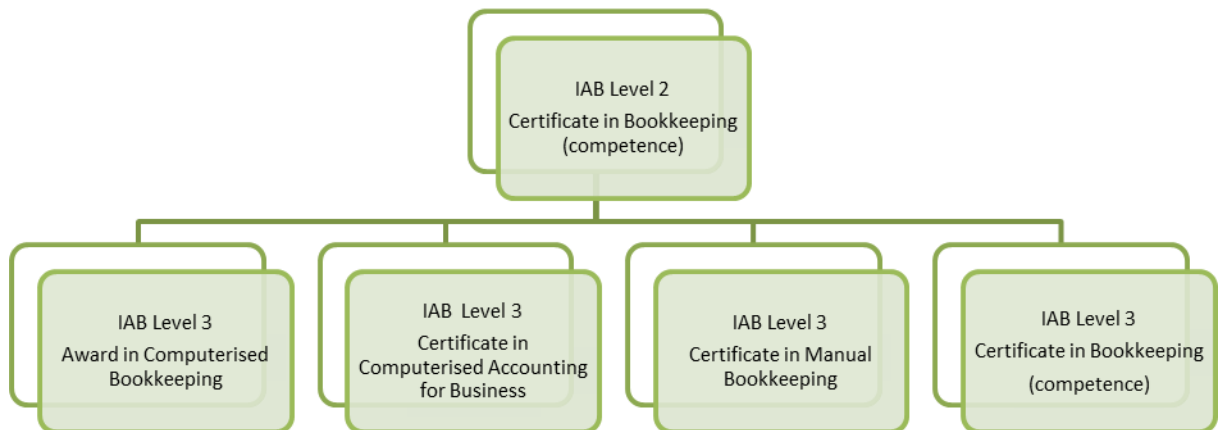 IAB Level 2
Certificate in Bookkeeping
(competence)
IAB Level 3
Award in Computerised
Bookkeeping
IAB Level 3
Certificate in
Computerised Accounting
for Business
IAB Level 3
Certificate in Manual
Bookkeeping
IAB Level 3
Certificate in Bookkeeping
(competence)